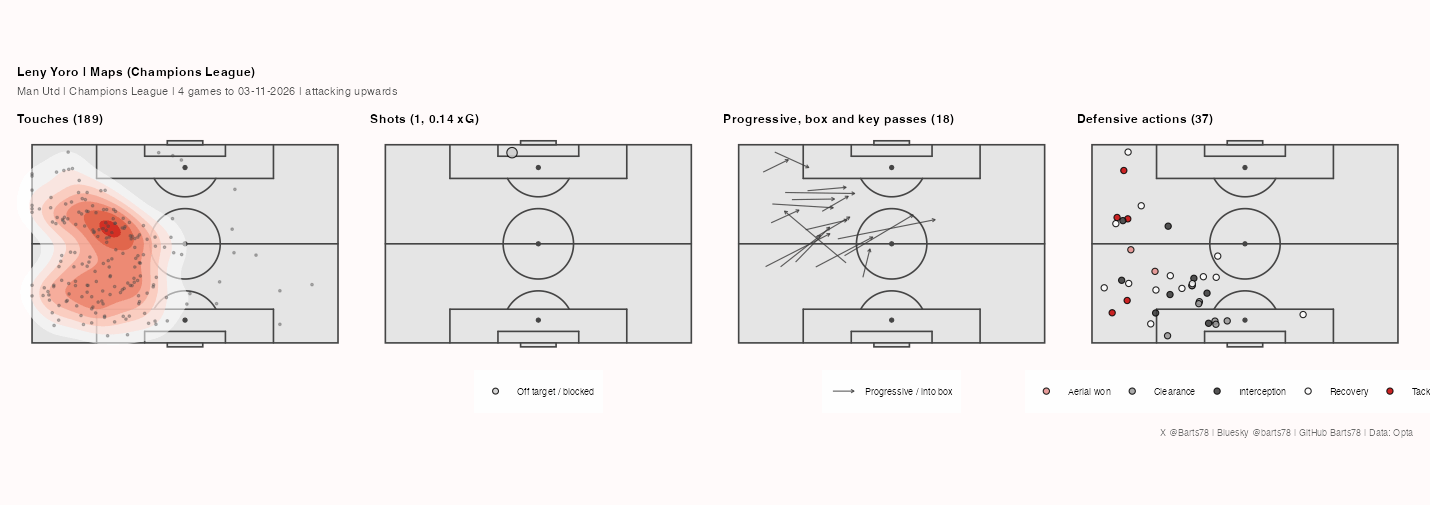 Leny Yoro | Maps (Champions League)
Man Utd | Champions League | 4 games to 03-11-2026 | attacking upwards
Touches (189)
Shots (1, 0.14 xG)
Progressive, box and key passes (18)
Defensive actions (37)
Off target / blocked
Progressive / into box
Aerial won
Clearance
Interception
Recovery
Tack
X @Barts78 | Bluesky @barts78 | GitHub Barts78 | Data: Opta